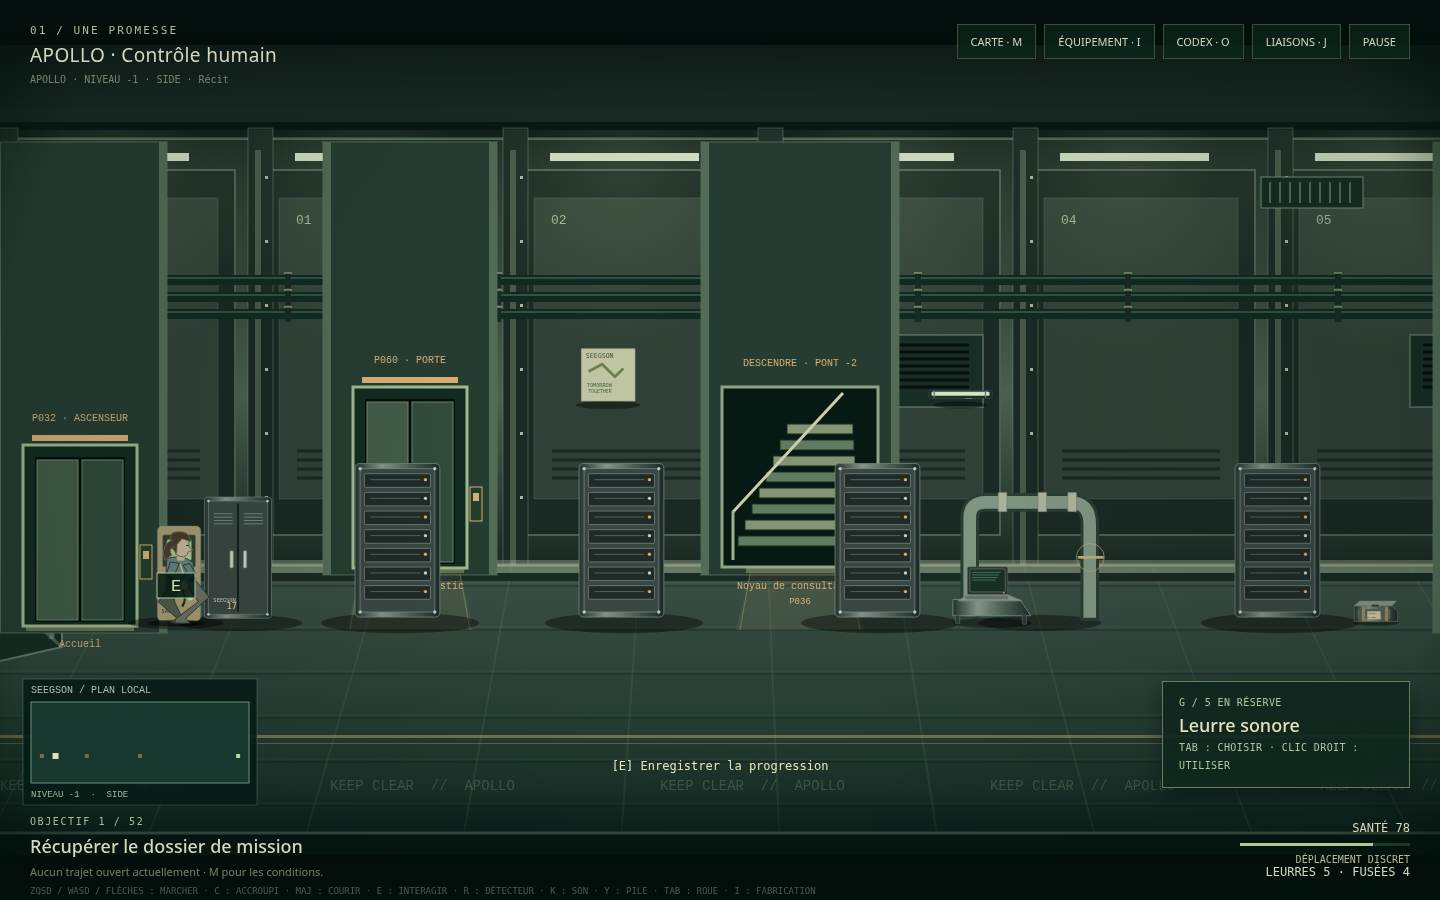 01 / UNE PROMESSE
APOLLO · Contrôle humain
APOLLO · NIVEAU -1 · SIDE · Récit
CARTE · M
ÉQUIPEMENT · I
CODEX · O
LIAISONS · J
PAUSE
01
02
04
05
P060 · PORTE
SEEGSON
TOMORROW
TOGETHER
DESCENDRE · PONT -2
P032 · ASCENSEUR
E
SEEGSON
17
stic
Noyau de consult
P036
Accueil
SEEGSON / PLAN LOCAL
NIVEAU -1 · SIDE
G / 5 EN RÉSERVE
Leurre sonore
TAB : CHOISIR · CLIC DROIT :
UTILISER
[E] Enregistrer la progression
KEEP CLEAR // APOLLO
KEEP CLEAR // APOLLO
KEEP CLEAR // APOLL
OBJECTIF 1 / 52
Récupérer le dossier de mission
Aucun trajet ouvert actuellement · M pour les conditions.
ZQSD / WASD / FLÈCHES : MARCHER · C : ACCROUPI · MAJ : COURIR · E : INTERAGIR · R : DÉTECTEUR · K : SON · Y : PILE · TAB : ROUE · I : FABRICATION
SANTÉ 78
DÉPLACEMENT DISCRET
LEURRES 5 · FUSÉES 4